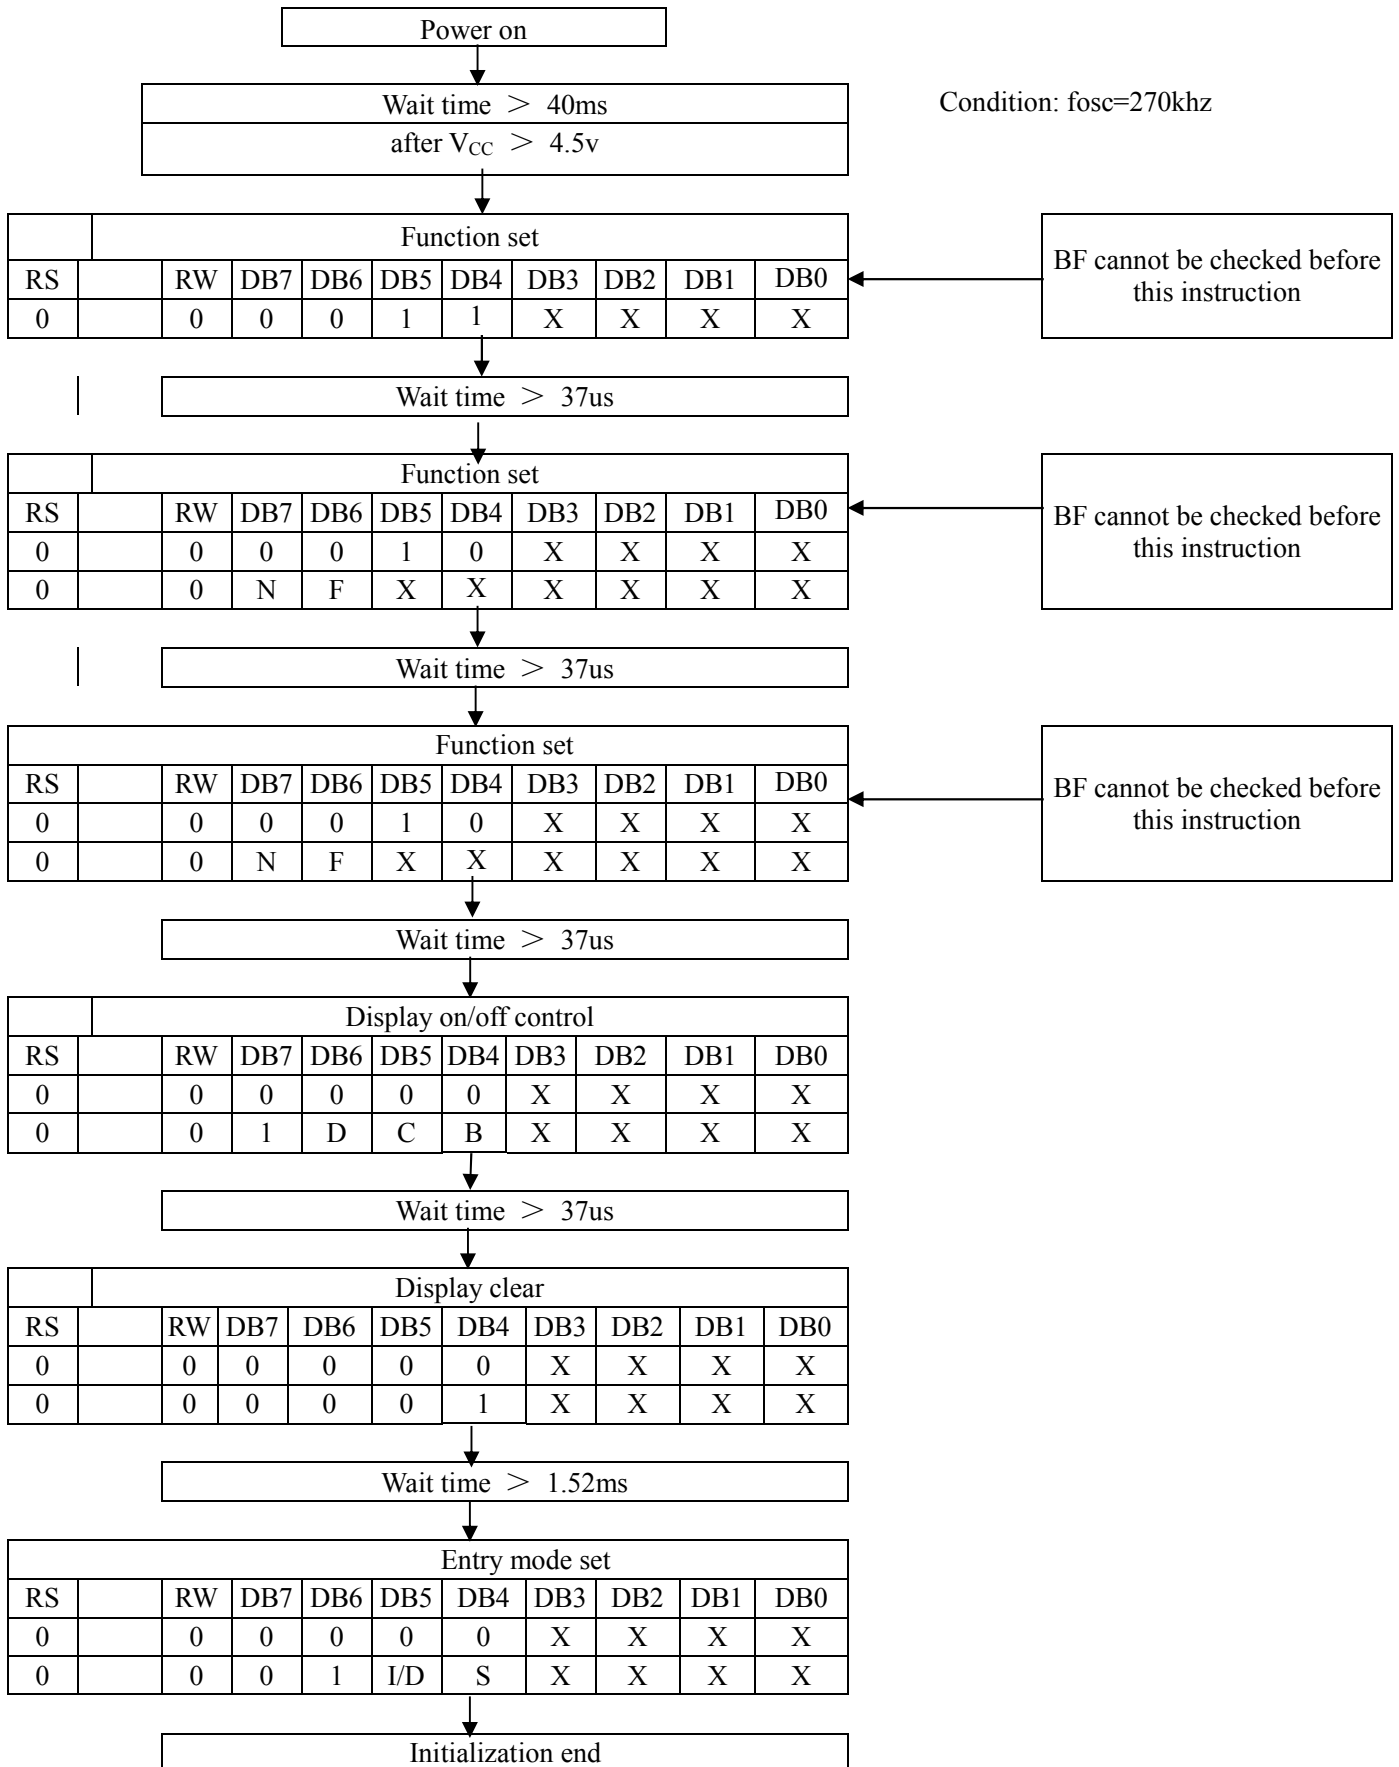 Power on
Wait time ＞ 40ms
Condition: fosc=270khz
after VCC ＞ 4.5v
Function set
BF cannot be checked before
this instruction
RS RW DB7 DB6 DB5 DB4 DB3 DB2 DB1 DB0
0 0 0 0 1 1 X X X X
Wait time ＞ 37us
Function set
BF cannot be checked before
this instruction
RS RW DB7 DB6 DB5 DB4 DB3 DB2 DB1 DB0
0 0 0 0 1 0 X X X X
0 0 N F X X X X X X
Wait time ＞ 37us
Function set
BF cannot be checked before
this instruction
RS RW DB7 DB6 DB5 DB4 DB3 DB2 DB1 DB0
0 0 0 0 1 0 X X X X
0 0 N F X X X X X X
Wait time ＞ 37us
Display on/off control
RS RW DB7 DB6 DB5 DB4 DB3 DB2 DB1 DB0
0 0 0 0 0 0 X X X X
0 0 1 D C B X X X X
Wait time ＞ 37us
Display clear
RS RW DB7 DB6 DB5 DB4 DB3 DB2 DB1 DB0
0 0 0 0 0 0 X X X X
0 0 0 0 0 1 X X X X
Wait time ＞ 1.52ms
Entry mode set
RS RW DB7 DB6 DB5 DB4 DB3 DB2 DB1 DB0
0 0 0 0 0 0 X X X X
0 0 0 1 I/D S X X X X
Initialization end